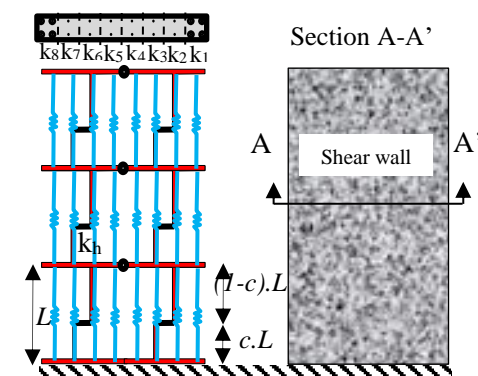 Section A-A’
k8 k7 k6 k5 k4 k3 k2 k1
A
A’
Shear wall
kh
L
(1-c).L
c.L